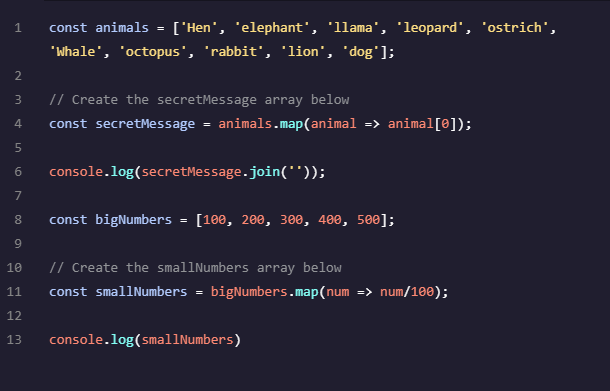 1 const animals = ['Hen', 'elephant', 'llama', 'leopard', 'ostrich',
'Whale', 'octopus', 'rabbit', 'lion', 'dog'];
2
3 // Create the secretMessage array below
4 const secretMessage = animals.map(animal => animal[0]);
5
6 console.log(secretMessage.join(''));
7
8 const bigNumbers = [100, 200, 300, 400, 500];
9
10 // Create the smallNumbers array below
11 const smallNumbers = bigNumbers.map(num => num/100);
12
13 console.log(smallNumbers)